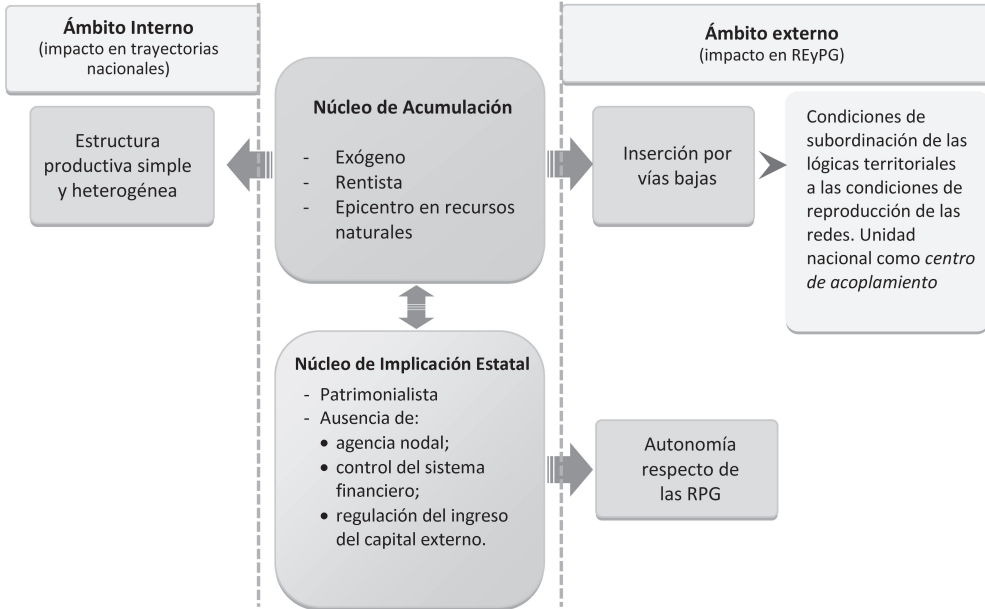 Ámbito Interno
(impacto en trayectorias
nacionales)
Ámbito externo
(impacto en REyPG)
Núcleo de Acumulación
- Exógeno
- Rentista
- Epicentro en recursos
naturales
Estructura
productiva simple
y heterogénea
Inserción por
vías bajas
Condiciones de
subordinación de las
lógicas territoriales
a las condiciones de
reproducción de las
redes. Unidad
nacional como centro
de acoplamiento
Núcleo de Implicación Estatal
- Patrimonialista
- Ausencia de:
• agencia nodal;
• control del sistema
financiero;
• regulación del ingreso
del capital externo.
Autonomía
respecto de
las RPG